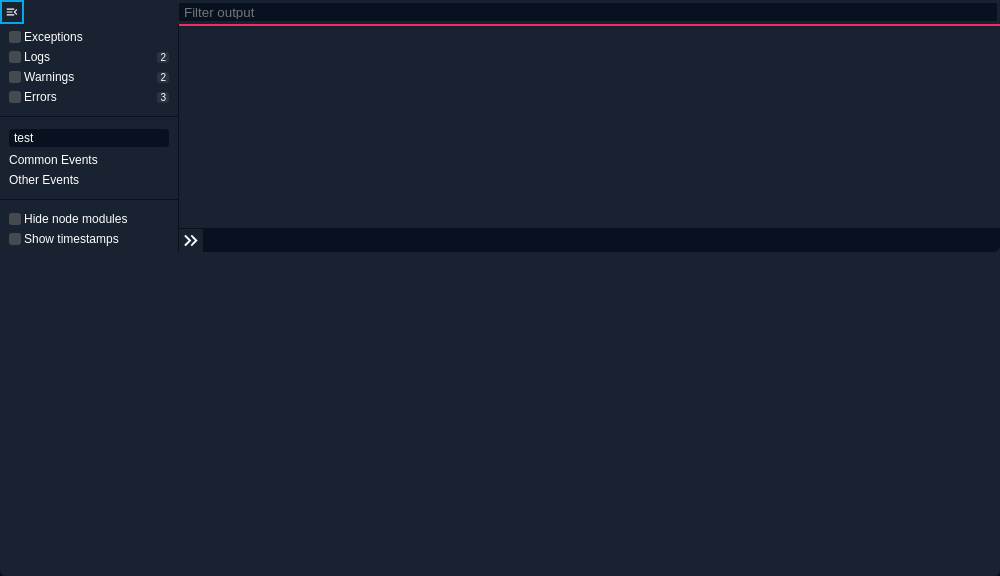 Filter output
Exceptions
Logs 2
Warnings 2
Errors 3
test
Common Events
Other Events
Hide node modules
Show timestamps